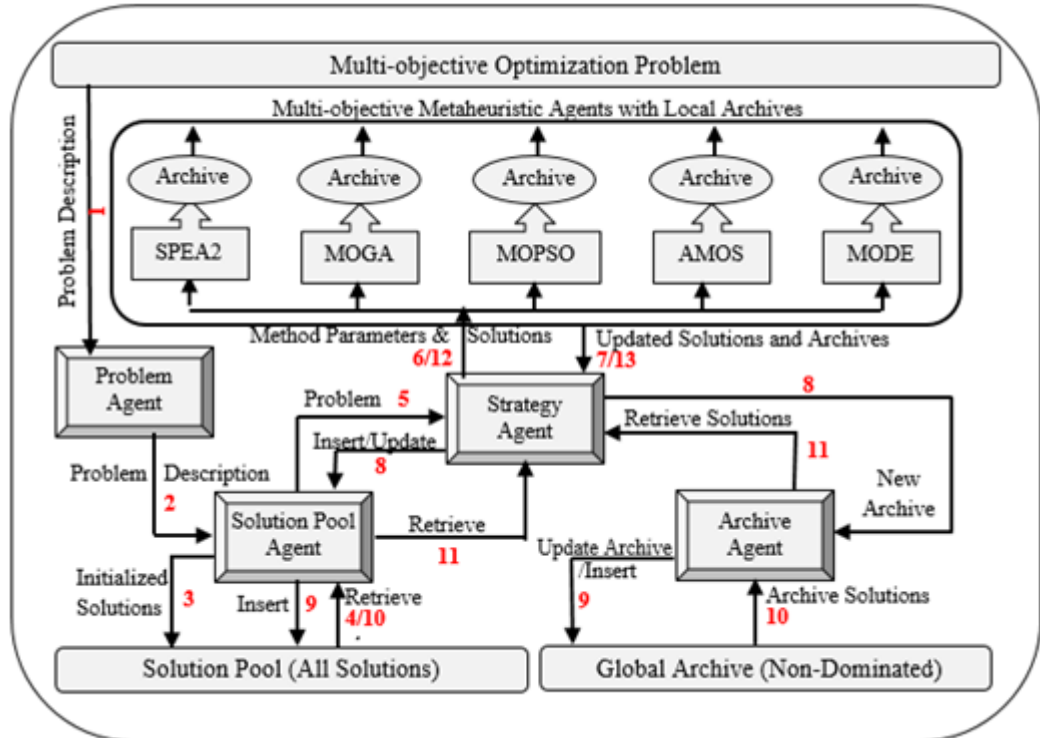 Multi-objective Optimization Problem
Multi-objective Metaheuristic Agents with Local Archives
Problem Description
1
Archive
Archive
Archive
Archive
Archive
SPEA2
MOGA
MOPSO
AMOS
MODE
Method Parameters & Solutions
6/12
Updated Solutions and Archives
7/13
Problem
Agent
Strategy
Agent
Problem 5
Insert/Update
8
8
Retrieve Solutions
11
New
Archive
Problem Description
2
Solution Pool
Agent
Retrieve
11
Archive
Agent
Update Archive
/Insert
9
Initialized
Solutions
3
Insert
9
Retrieve
4/10
Archive Solutions
10
Solution Pool (All Solutions)
Global Archive (Non-Dominated)